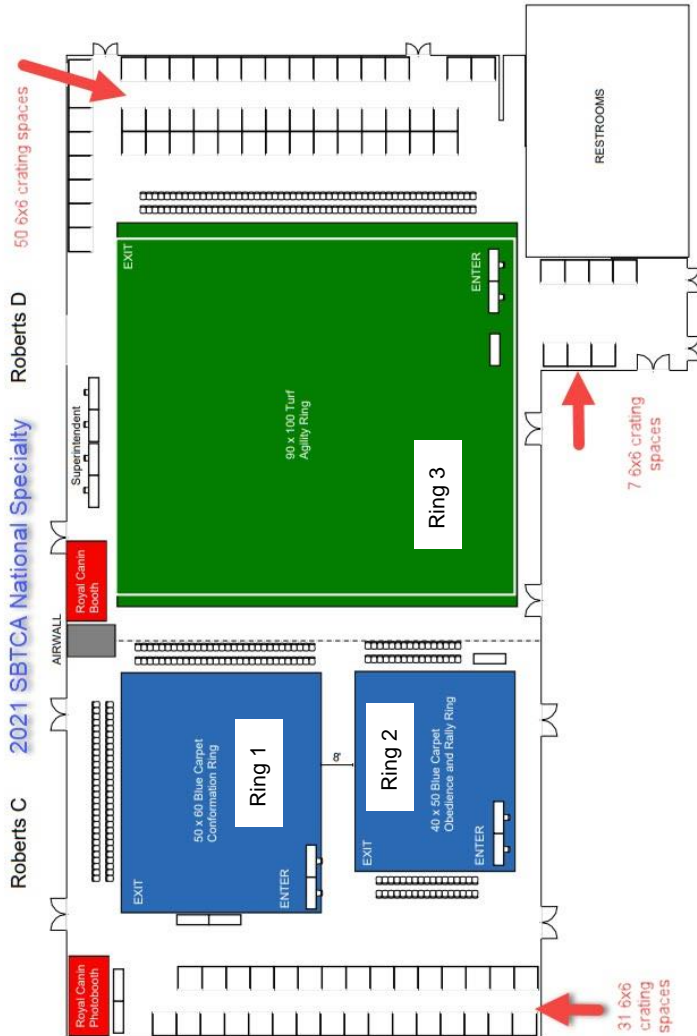 Roberts C
2021 SBTCA National Specialty
Roberts D
50 6x6 crating spaces
Royal Canin
Photobooth
AIRWALL
Royal Canin
Booth
Superintendent
EXIT
50 x 60 Blue Carpet
Conformation Ring
Ring 1
ENTER
8'
EXIT
Ring 2
40 x 50 Blue Carpet
Obedience and Rally Ring
ENTER
EXIT
90 x 100 Turf
Agility Ring
Ring 3
ENTER
RESTROOMS
31 6x6
crating
spaces
7 6x6 crating
spaces